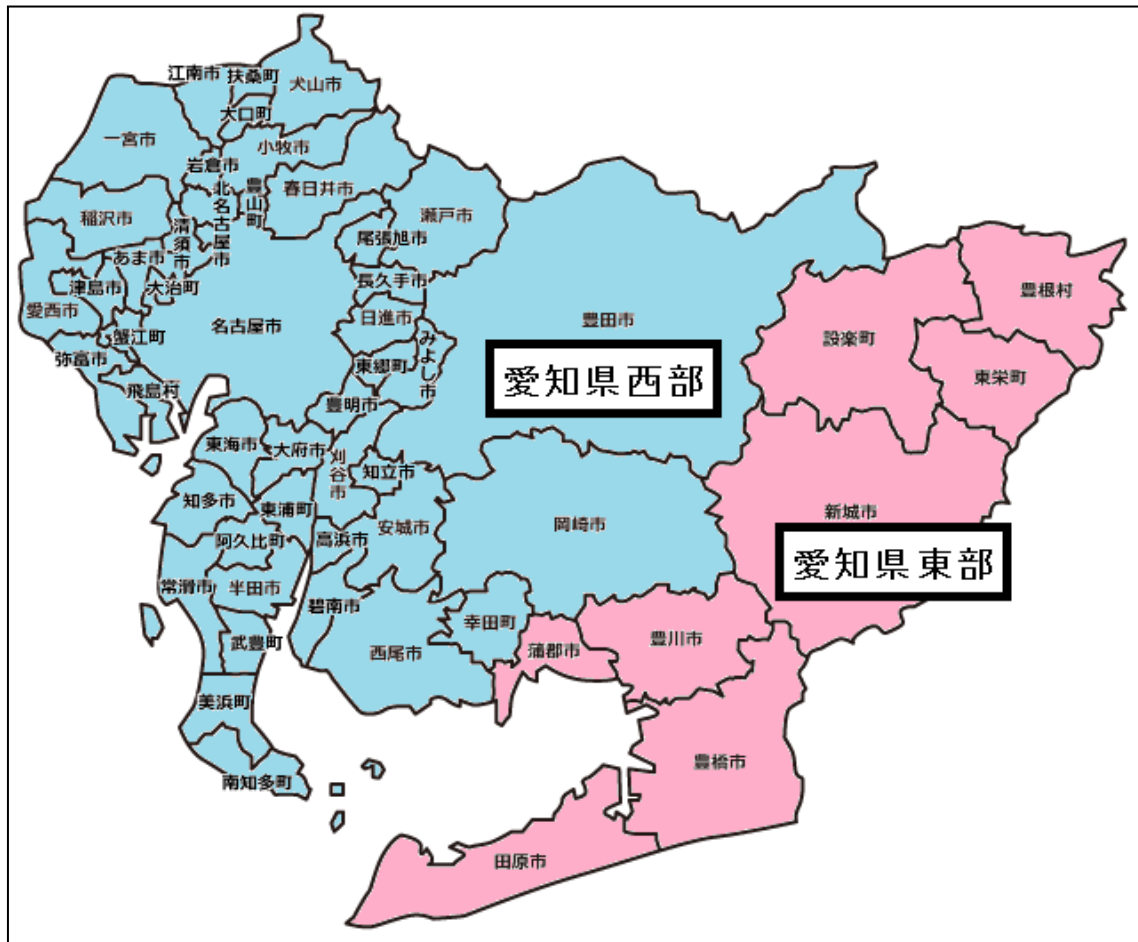 江南市
扶桑町
犬山市
大口町
一宮市
小牧市
岩倉市
北名古屋市
豊山町
春日井市
稲沢市
清須市
瀬戸市
尾張旭市
あま市
長久手市
津島市
大治町
愛西市
名古屋市
日進市
みよし市
豊田市
蟹江町
弥富市
東郷町
飛島村
豊明市
愛知県西部
豊根村
設楽町
東栄町
東海市
大府市
刈谷市
知立市
知多市
東浦町
安城市
岡崎市
新城市
阿久比町
高浜市
愛知県東部
常滑市
半田市
碧南市
幸田町
武豊町
西尾市
蒲郡市
豊川市
美浜町
南知多町
豊橋市
田原市